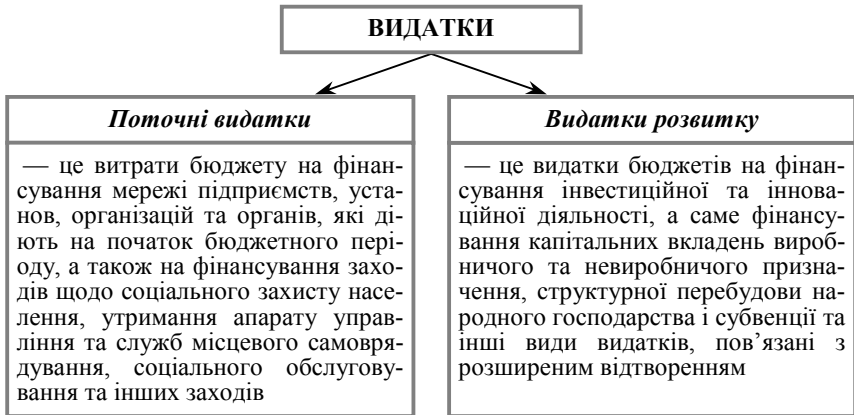 ВИДАТКИ
Поточні видатки
— це витрати бюджету на фінан-
сування мережі підприємств, уста-
нов, організацій та органів, які ді-
ють на початок бюджетного пері-
оду, а також на фінансування захо-
дів щодо соціального захисту насе-
лення, утримання апарату управ-
ління та служб місцевого самовря-
дування, соціального обслугову-
вання та інших заходів
Видатки розвитку
— це видатки бюджетів на фінан-
сування інвестиційної та іннова-
ційної діяльності, а саме фінансу-
вання капітальних вкладень вироб-
ничого та невиробничого призна-
чення, структурної перебудови на-
родного господарства і субвенції та
інші види видатків, пов’язані з
розширеним відтворенням